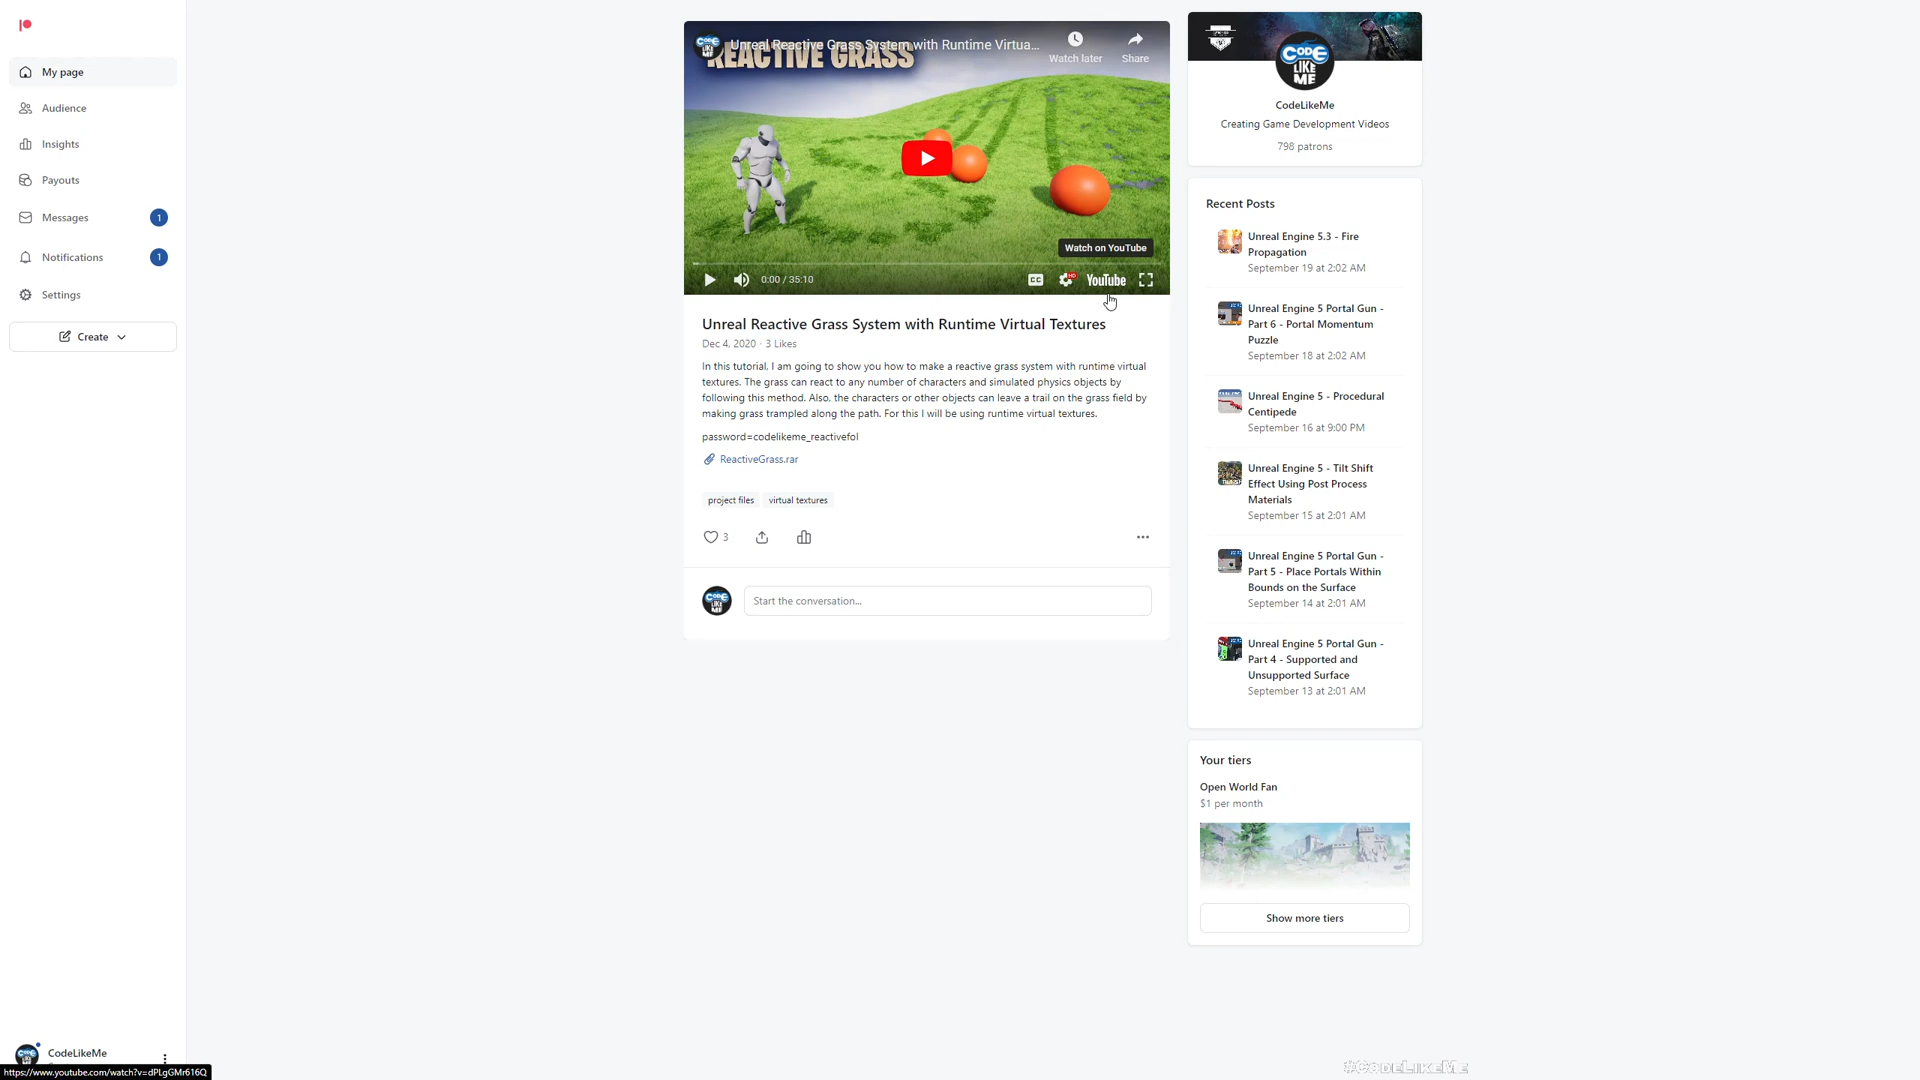 My page
Audience
Insights
Payouts
Messages
1
Notifications
1
Settings
Create
CodeLikeMe
https://www.youtube.com/watch?v=dPLgGMr616Q
CODE LIKE ME
Unreal Reactive Grass System with Runtime Virtua...
REACTIVE GRASS
Watch later
Share
Watch on YouTube
0:00 / 35:10
CC
HD
YouTube
Unreal Reactive Grass System with Runtime Virtual Textures
Dec 4, 2020 · 3 Likes
In this tutorial, I am going to show you how to make a reactive grass system with runtime virtual
textures. The grass can react to any number of characters and simulated physics objects by
following this method. Also, the characters or other objects can leave a trail on the grass field by
making grass trampled along the path. For this I will be using runtime virtual textures.
password=codelikeme_reactivefol
ReactiveGrass.rar
project files
virtual textures
3
CODE LIKE ME
Start the conversation...
CODE
LIKE
ME
CodeLikeMe
Creating Game Development Videos
798 patrons
Recent Posts
Unreal Engine 5.3 - Fire
Propagation
September 19 at 2:02 AM
Unreal Engine 5 Portal Gun -
Part 6 - Portal Momentum
Puzzle
September 18 at 2:02 AM
Unreal Engine 5 - Procedural
Centipede
September 16 at 9:00 PM
Unreal Engine 5 - Tilt Shift
Effect Using Post Process
Materials
September 15 at 2:01 AM
Unreal Engine 5 Portal Gun -
Part 5 - Place Portals Within
Bounds on the Surface
September 14 at 2:01 AM
Unreal Engine 5 Portal Gun -
Part 4 - Supported and
Unsupported Surface
September 13 at 2:01 AM
Your tiers
Open World Fan
$1 per month
Show more tiers
#CodeLikeMe